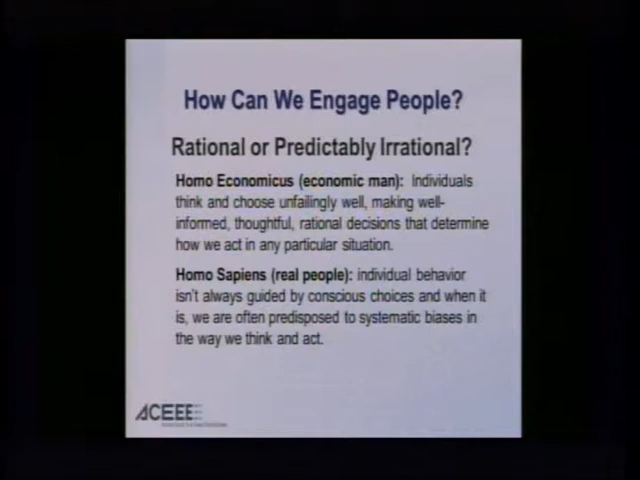 How Can We Engage People?
Rational or Predictably Irrational?
Homo Economicus (economic man): Individuals
think and choose unfailingly well, making well-
informed, thoughtful, rational decisions that determine
how we act in any particular situation.
Homo Sapiens (real people): individual behavior
isn't always guided by conscious choices and when it
is, we are often predisposed to systematic biases in
the way we think and act.
ACEEE